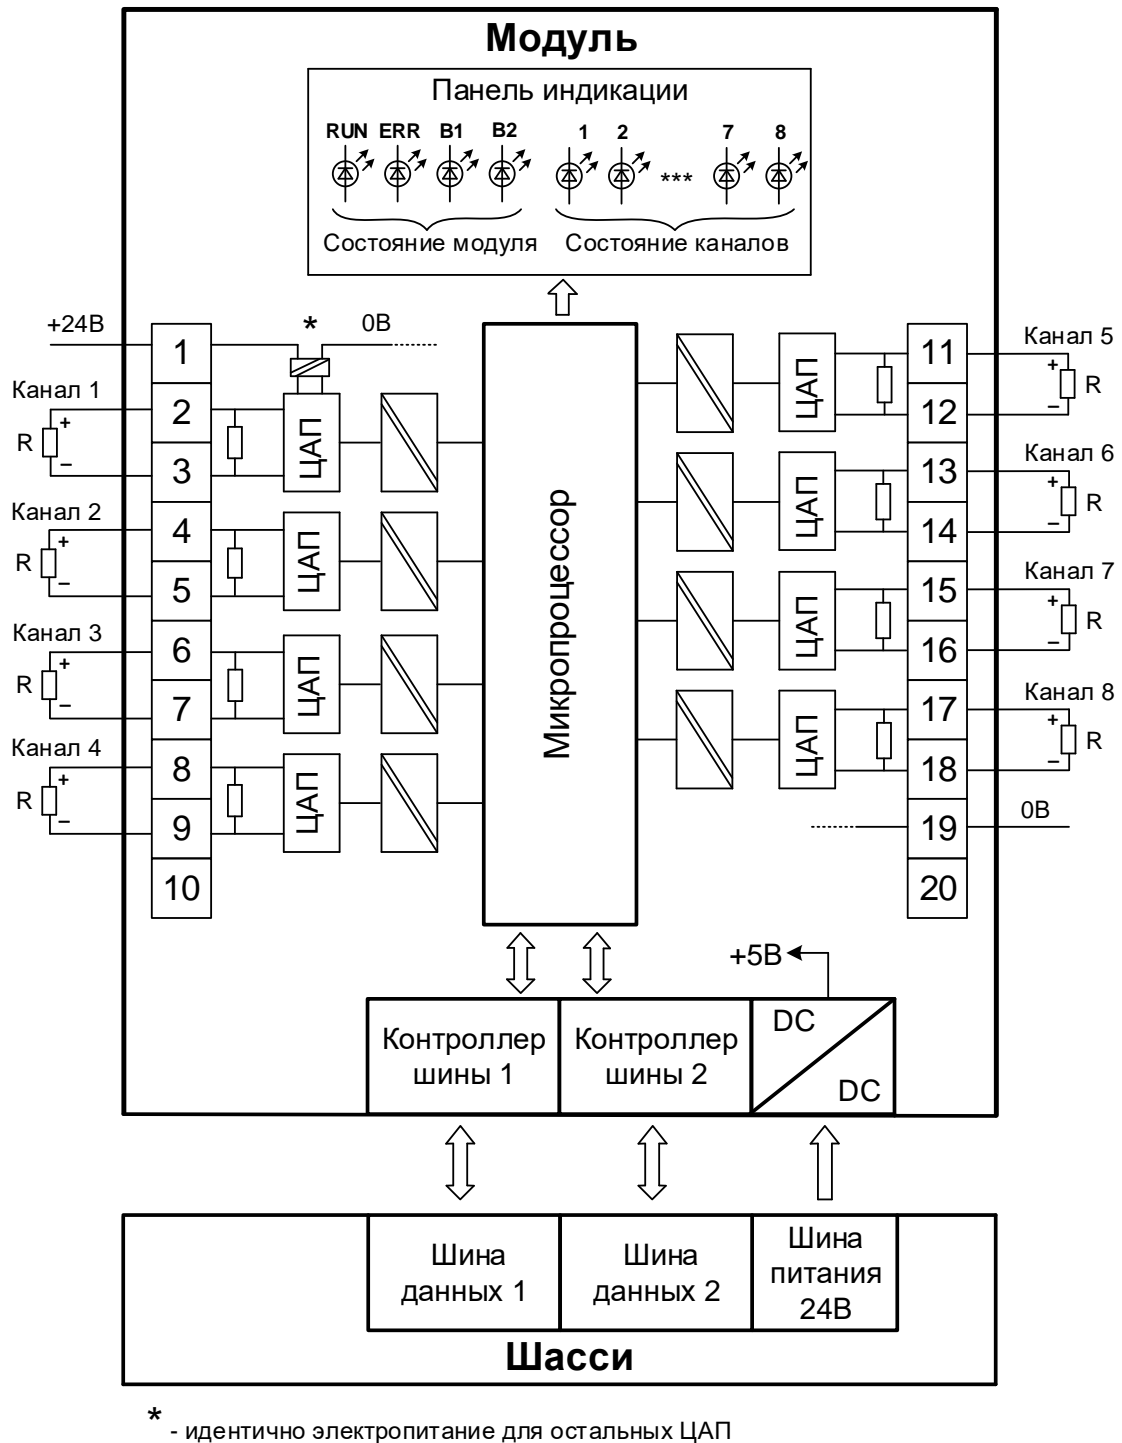 Модуль
Панель индикации
RUN ERR B1 B2 1 2 *** 7 8
Состояние модуля Состояние каналов
+24В
*
0В
1
Канал 1
2
3
R
+
–
ЦАП
Канал 2
4
5
R
+
–
ЦАП
Канал 3
6
7
R
+
–
ЦАП
Канал 4
8
9
R
+
–
ЦАП
10
Микропроцессор
Канал 5
11
12
+
–
R
ЦАП
Канал 6
13
14
+
–
R
ЦАП
Канал 7
15
16
+
–
R
ЦАП
Канал 8
17
18
+
–
R
ЦАП
19
0В
20
+5В
Контроллер
шины 1
Контроллер
шины 2
DC
DC
Шина
данных 1
Шина
данных 2
Шина
питания
24В
Шасси
* - идентично электропитание для остальных ЦАП